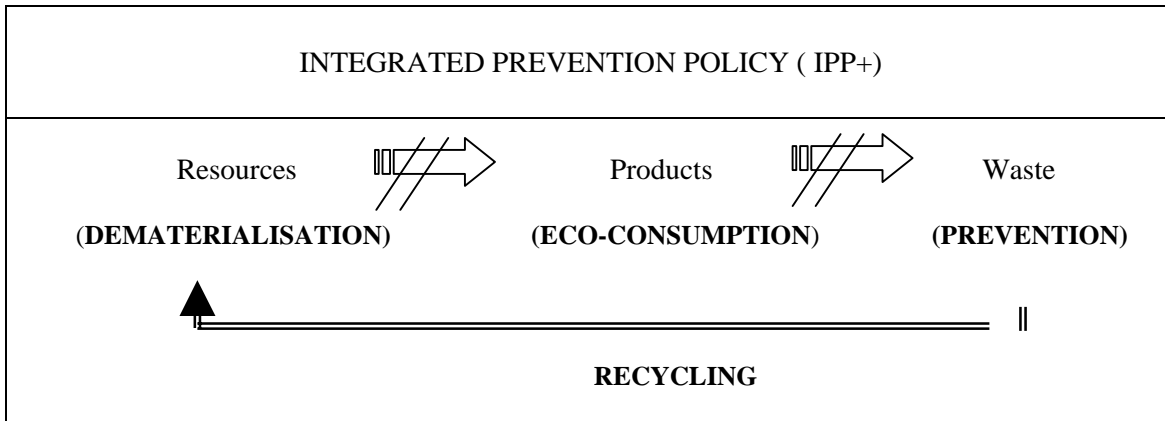 INTEGRATED PREVENTION POLICY ( IPP+)
Resources Products Waste
(DEMATERIALISATION) (ECO-CONSUMPTION) (PREVENTION)
RECYCLING